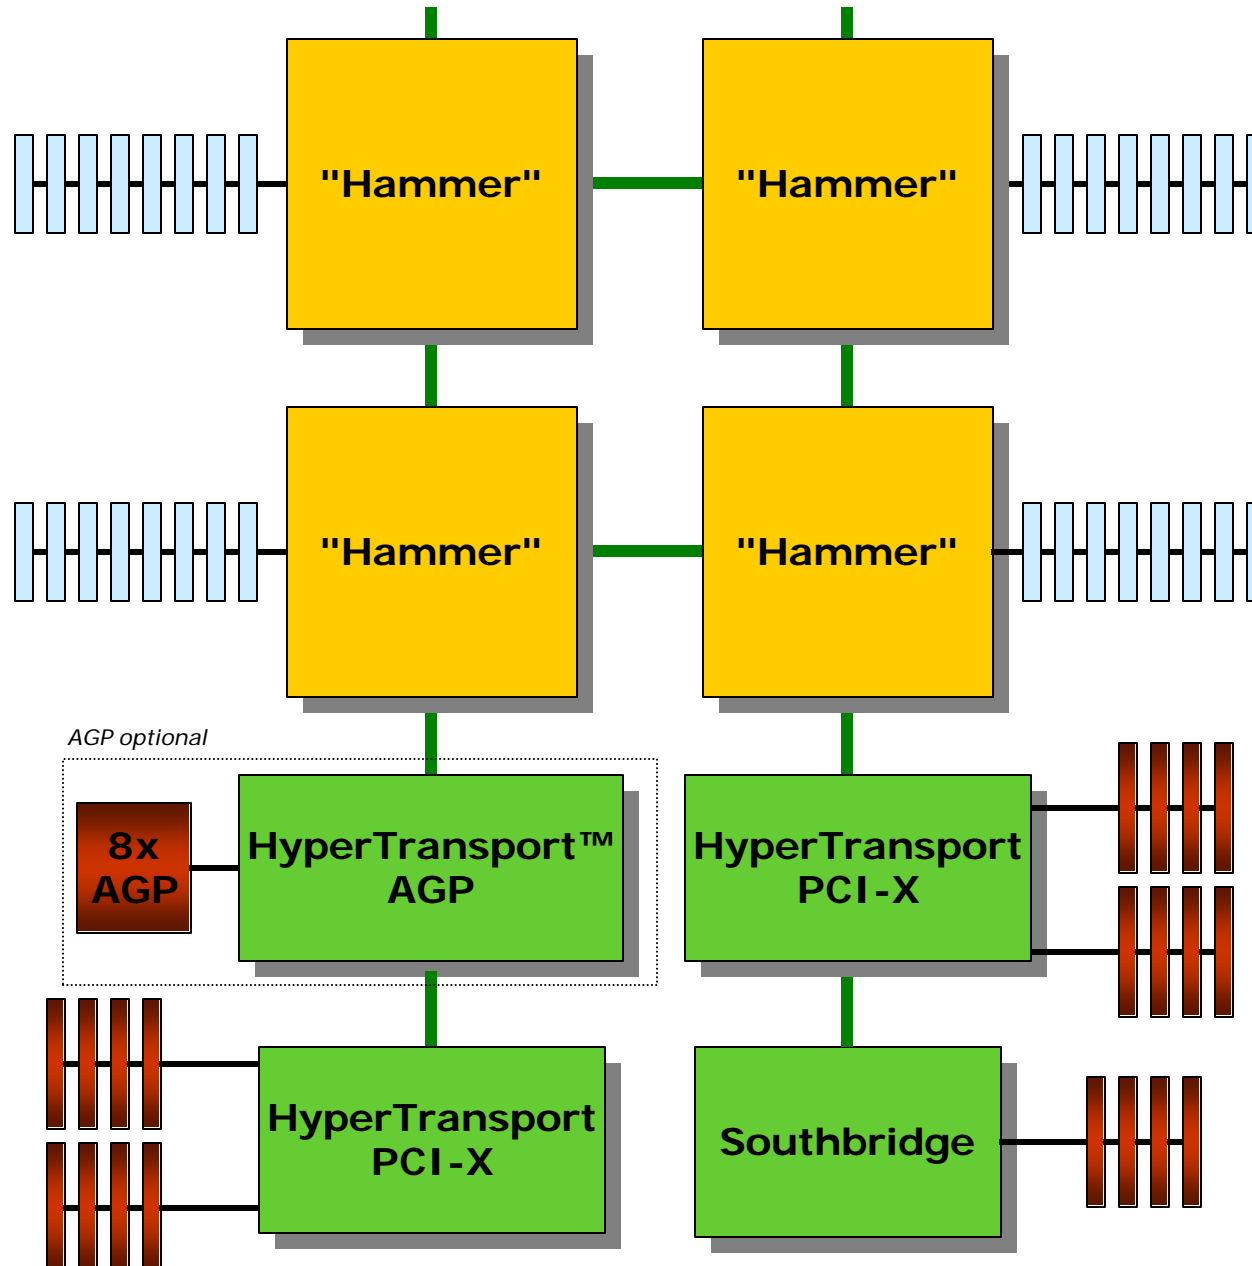 "Hammer"
"Hammer"
"Hammer"
"Hammer"
AGP optional
8x
AGP
HyperTransport™
AGP
HyperTransport
PCI-X
HyperTransport
PCI-X
Southbridge